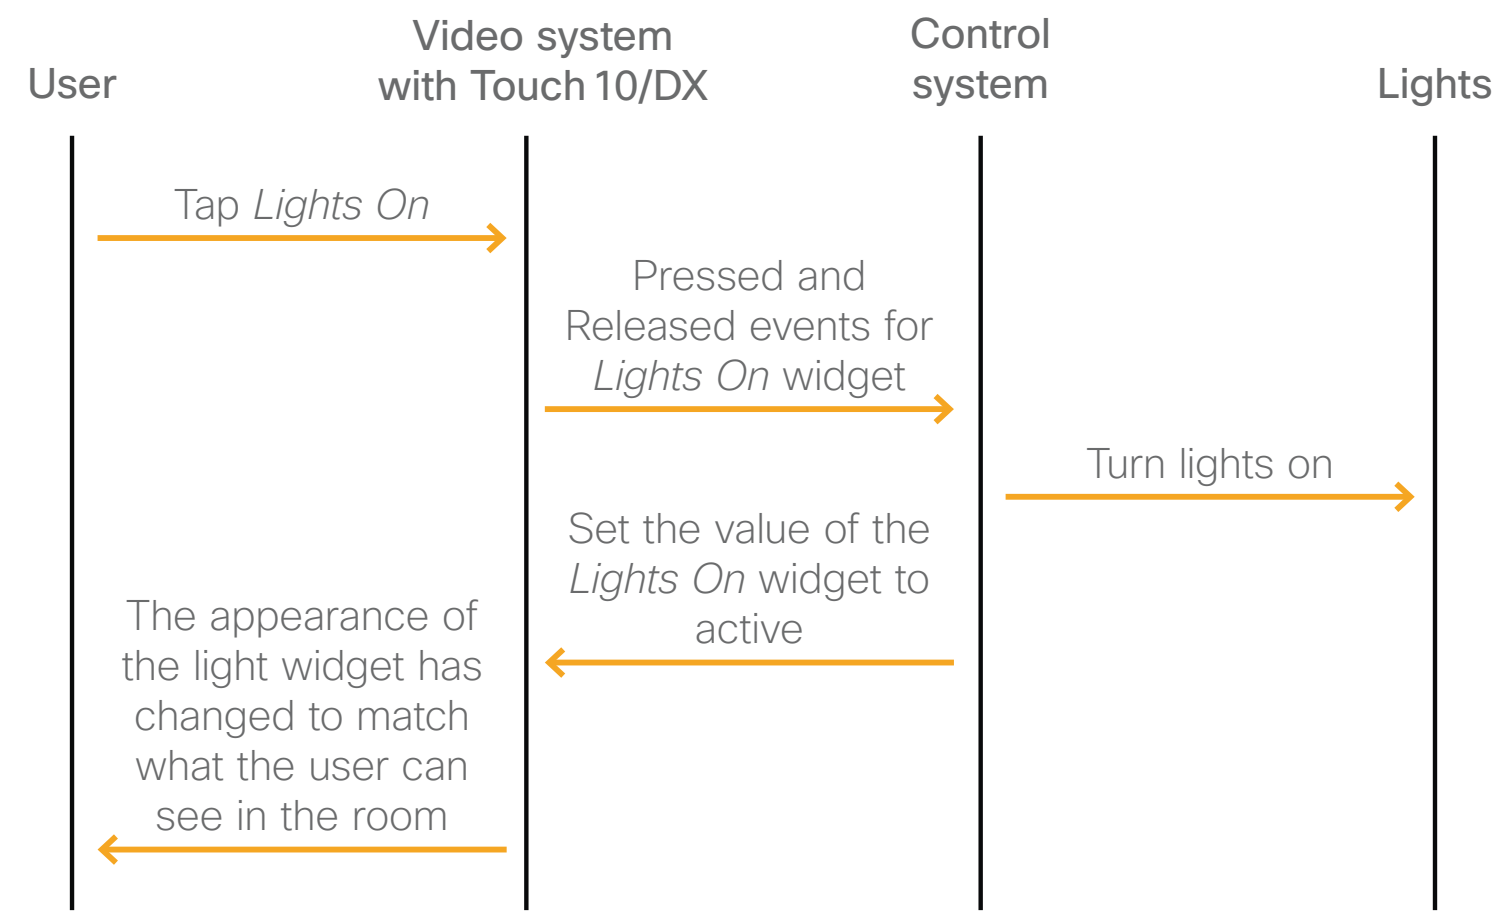 User
Video system
with Touch 10/DX
Control
system
Lights
Tap Lights On
Pressed and
Released events for
Lights On widget
Turn lights on
Set the value of the
Lights On widget to
active
The appearance of
the light widget has
changed to match
what the user can
see in the room